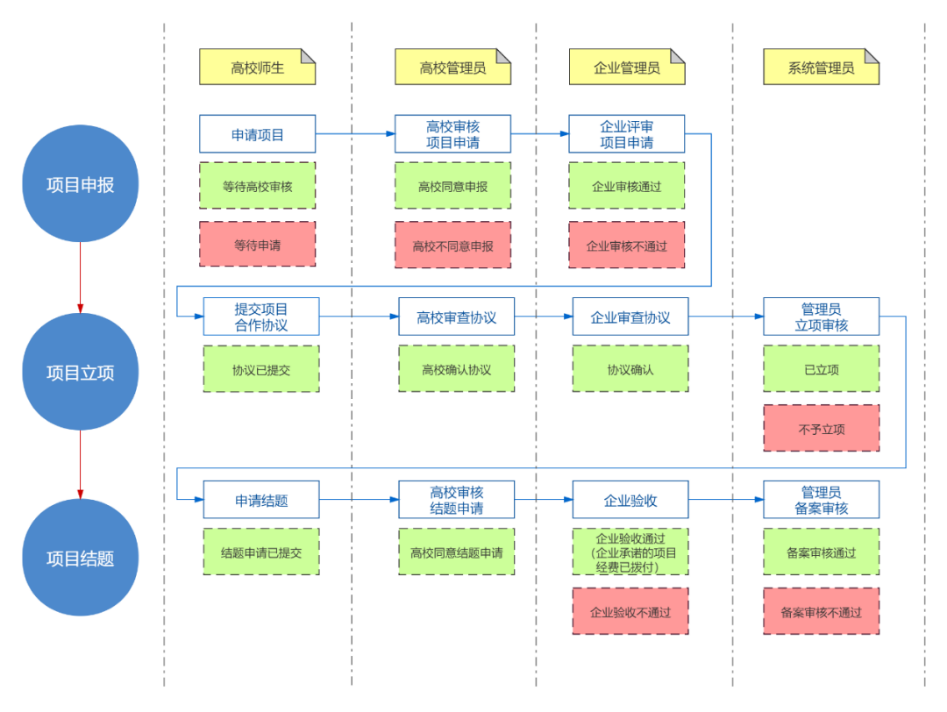 高校师生
高校管理员
企业管理员
系统管理员
项目申报
申请项目
高校审核
项目申请
企业评审
项目申请
等待高校审核
高校同意申报
企业审核通过
等待申请
高校不同意申报
企业审核不通过
项目立项
提交项目
合作协议
高校审查协议
企业审查协议
管理员
立项审核
协议已提交
高校确认协议
协议确认
已立项
不予立项
项目结题
申请结题
高校审核
结题申请
企业验收
管理员
备案审核
结题申请已提交
高校同意结题申请
企业验收通过
（企业承诺的项目
经费已拨付）
备案审核通过
企业验收不通过
备案审核不通过